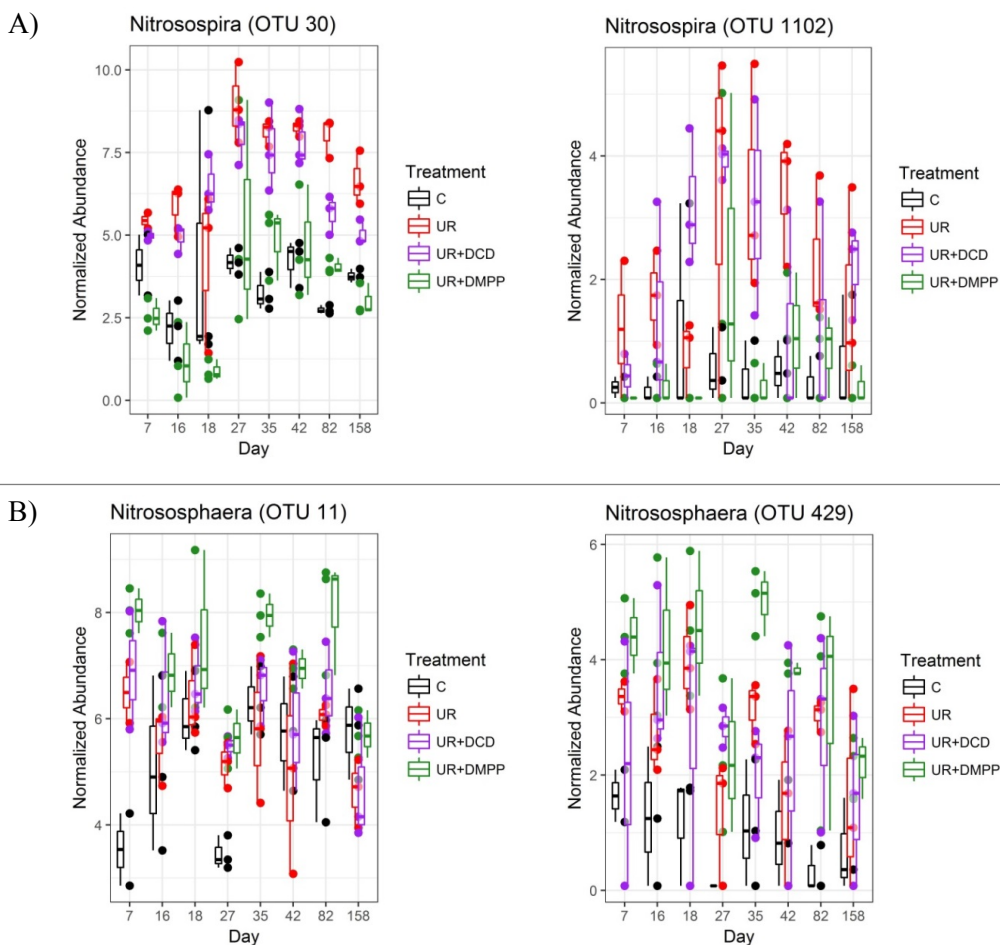 A)
Nitrosospira (OTU 30)
10.0
7.5
5.0
2.5
0.0
Normalized Abundance
7 16 18 27 35 42 82 158
Day
Treatment
C
UR
UR+DCD
UR+DMPP
Nitrosospira (OTU 1102)
4
2
0
Normalized Abundance
7 16 18 27 35 42 82 158
Day
Treatment
C
UR
UR+DCD
UR+DMPP
B)
Nitrososphaera (OTU 11)
8
6
4
Normalized Abundance
7 16 18 27 35 42 82 158
Day
Treatment
C
UR
UR+DCD
UR+DMPP
Nitrososphaera (OTU 429)
6
4
2
0
Normalized Abundance
7 16 18 27 35 42 82 158
Day
Treatment
C
UR
UR+DCD
UR+DMPP